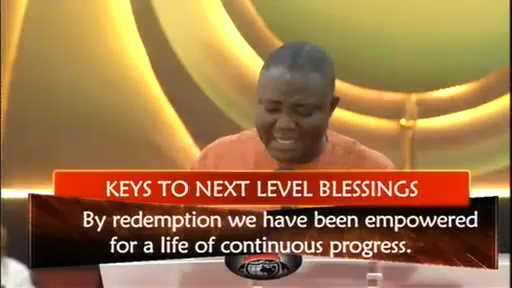 KEYS TO NEXT LEVEL BLESSINGS
By redemption we have been empowered
for a life of continuous progress.